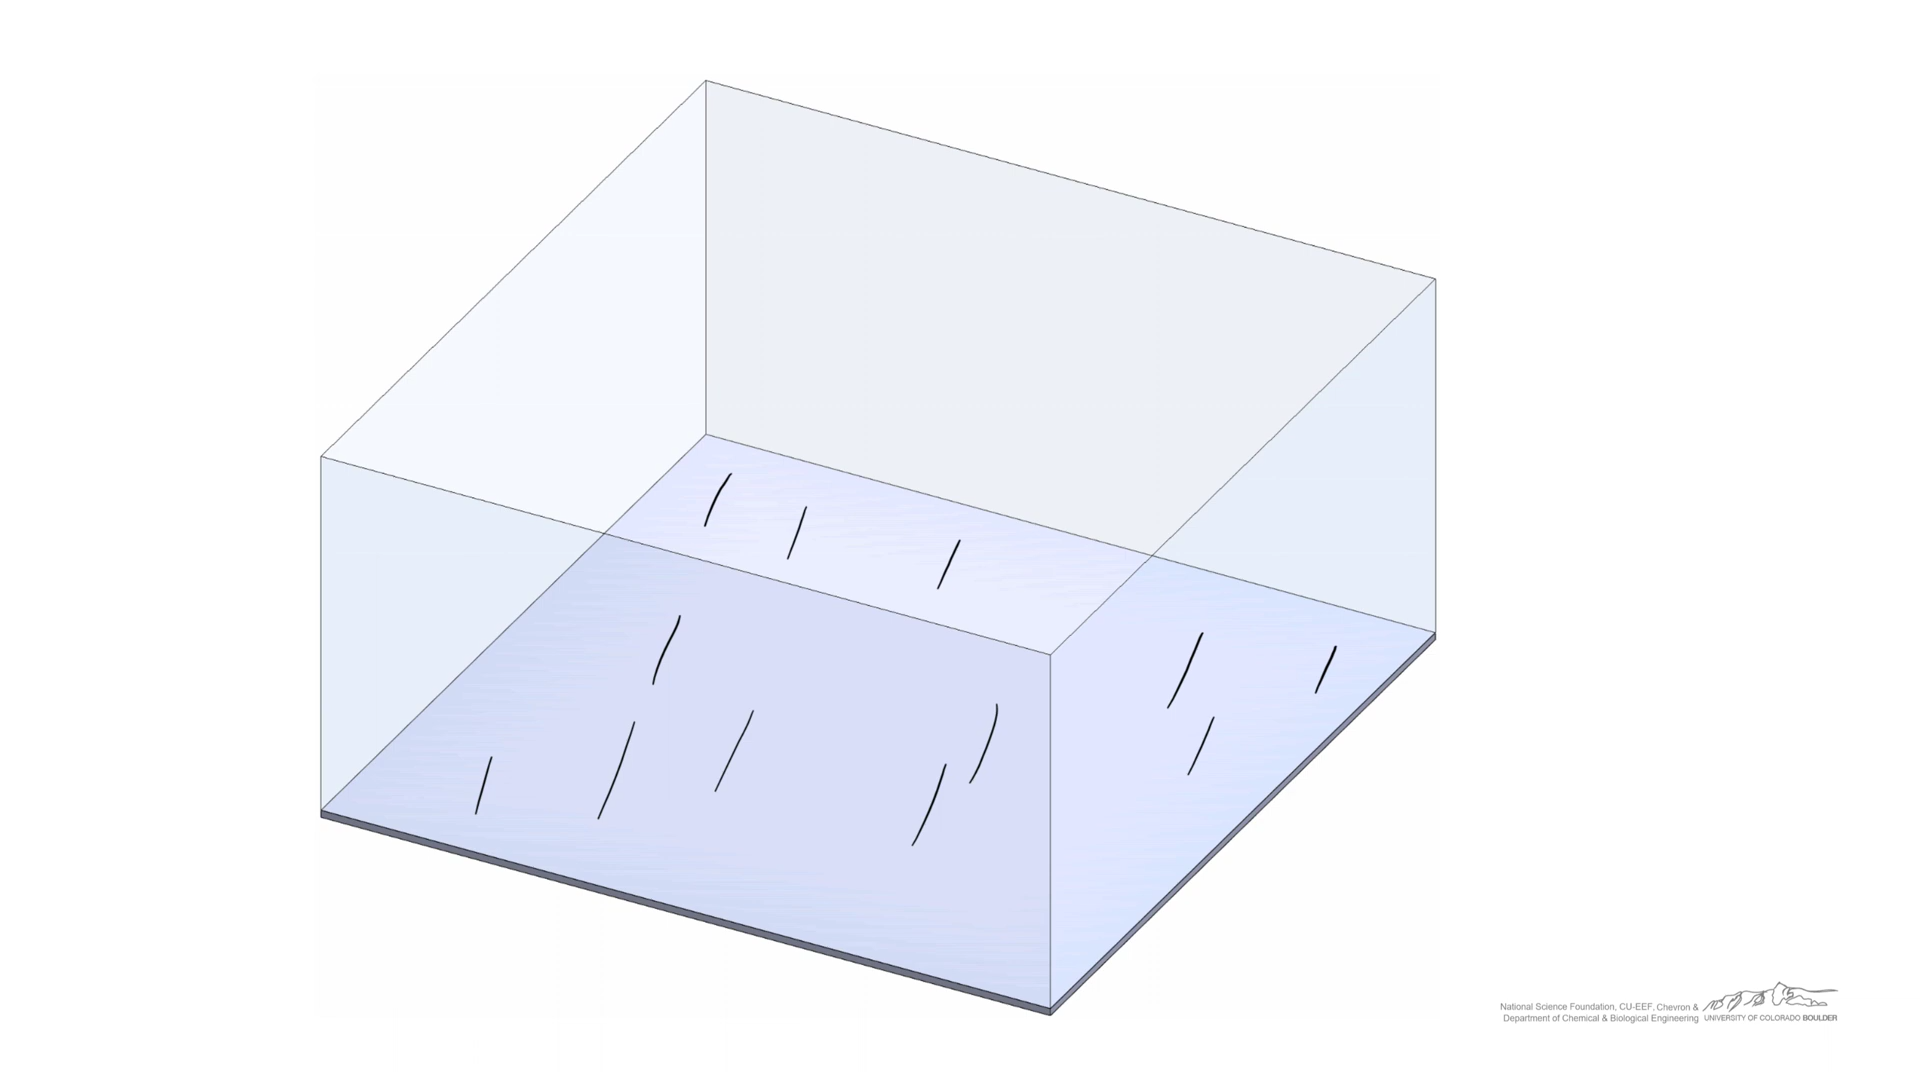 National Science Foundation, CU-EEF, Chevron &
Department of Chemical & Biological Engineering
UNIVERSITY OF COLORADO BOULDER